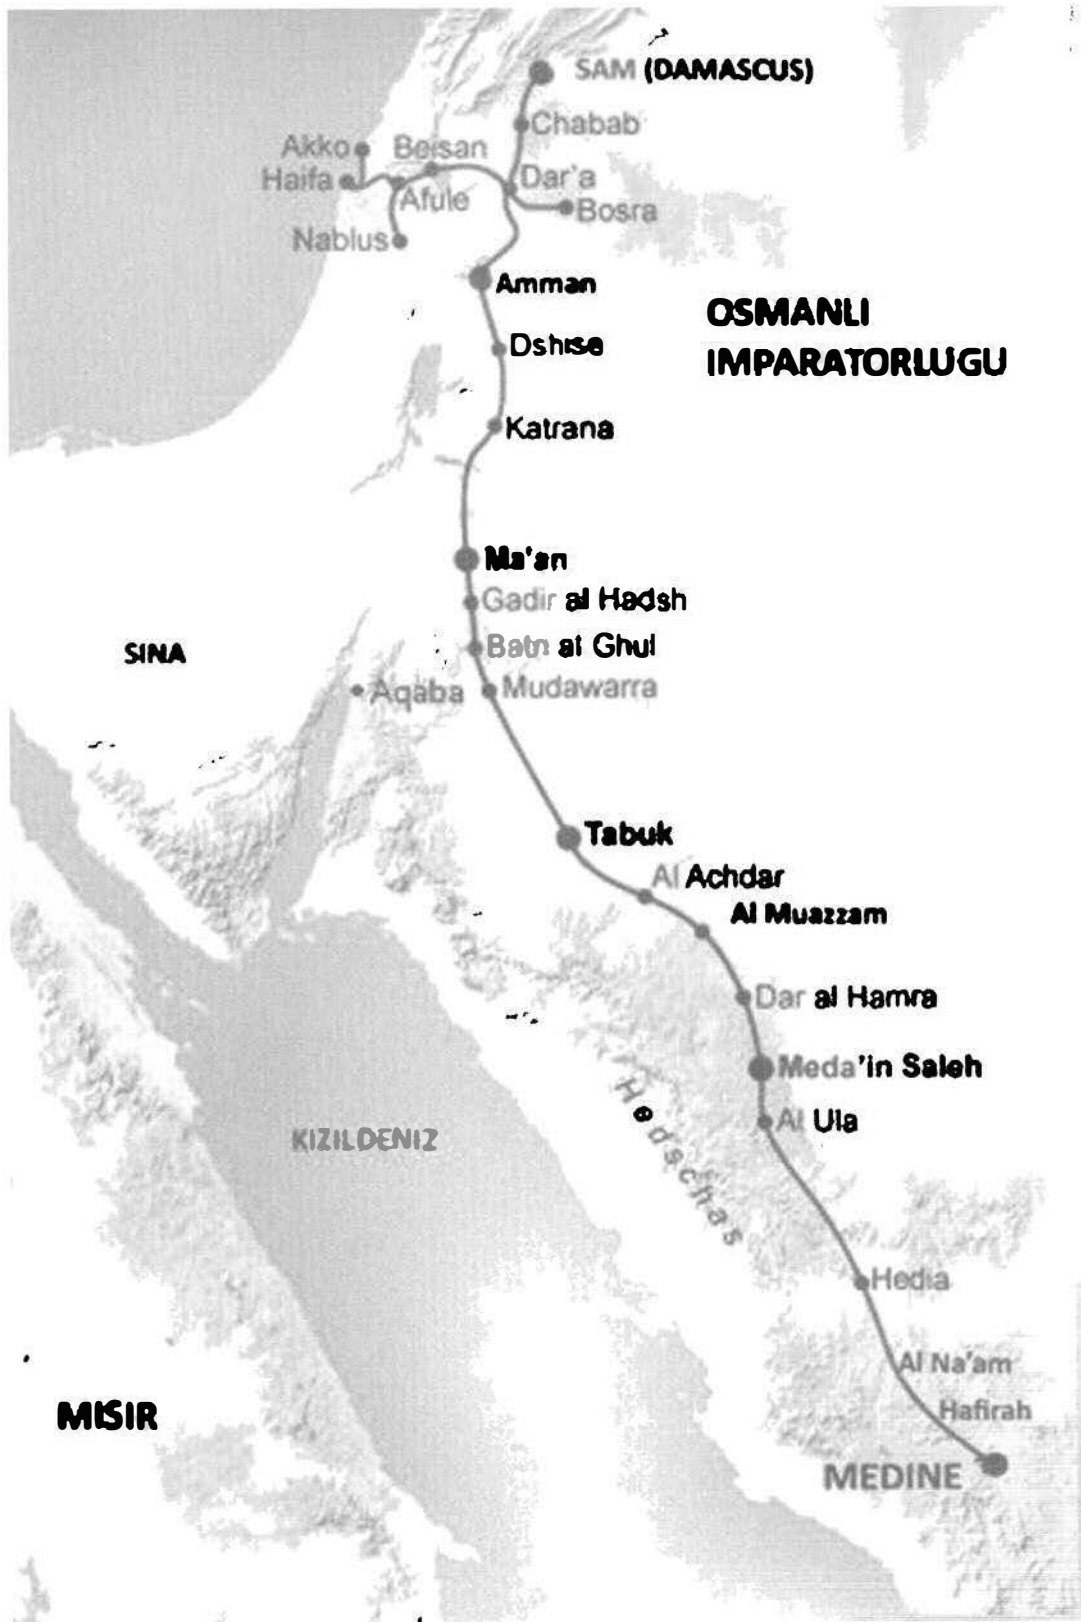 SAM (DAMASCUS)
Chabab
Akko
Beisan
Haifa
Dar'a
Afule
Bosra
Nablus
Amman
OSMANLI
IMPARATORLUGU
Dshise
Katrana
Ma'an
Gadir al Hadsh
Batn al Ghul
SINA
Aqaba
Mudawarra
Tabuk
Al Achdar
Al Muazzam
Dar al Hamra
Meda'in Saleh
Al Ula
Hedschas
KIZILDENIZ
Hedia
Al Na'am
Hafirah
MISIR
MEDINE